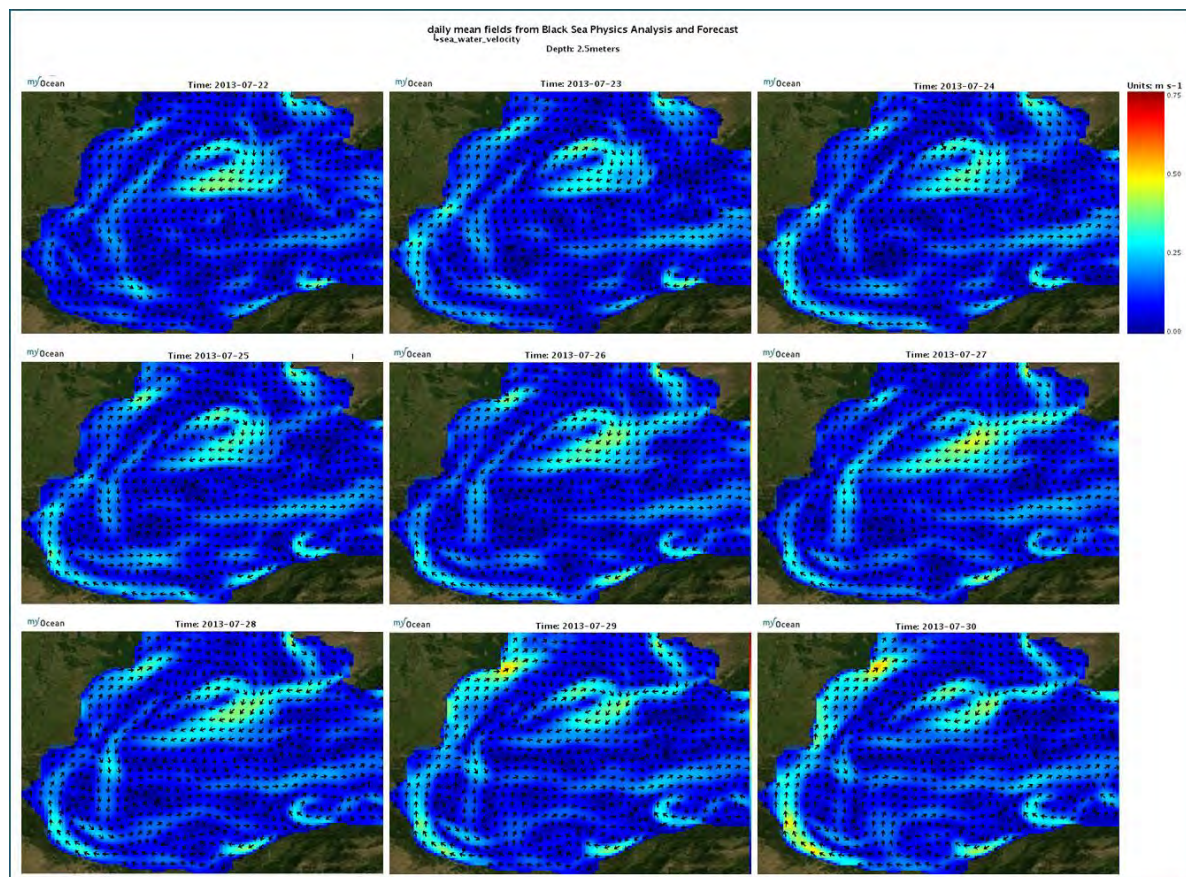 daily mean fields from Black Sea Physics Analysis and Forecast
sea_water_velocity
Depth: 2.5meters
myOcean Time: 2013-07-22
myOcean Time: 2013-07-23
myOcean Time: 2013-07-24
Units: m s-1
0.75
0.50
0.25
0.00
myOcean Time: 2013-07-25
myOcean Time: 2013-07-26
myOcean Time: 2013-07-27
myOcean Time: 2013-07-28
myOcean Time: 2013-07-29
myOcean Time: 2013-07-30